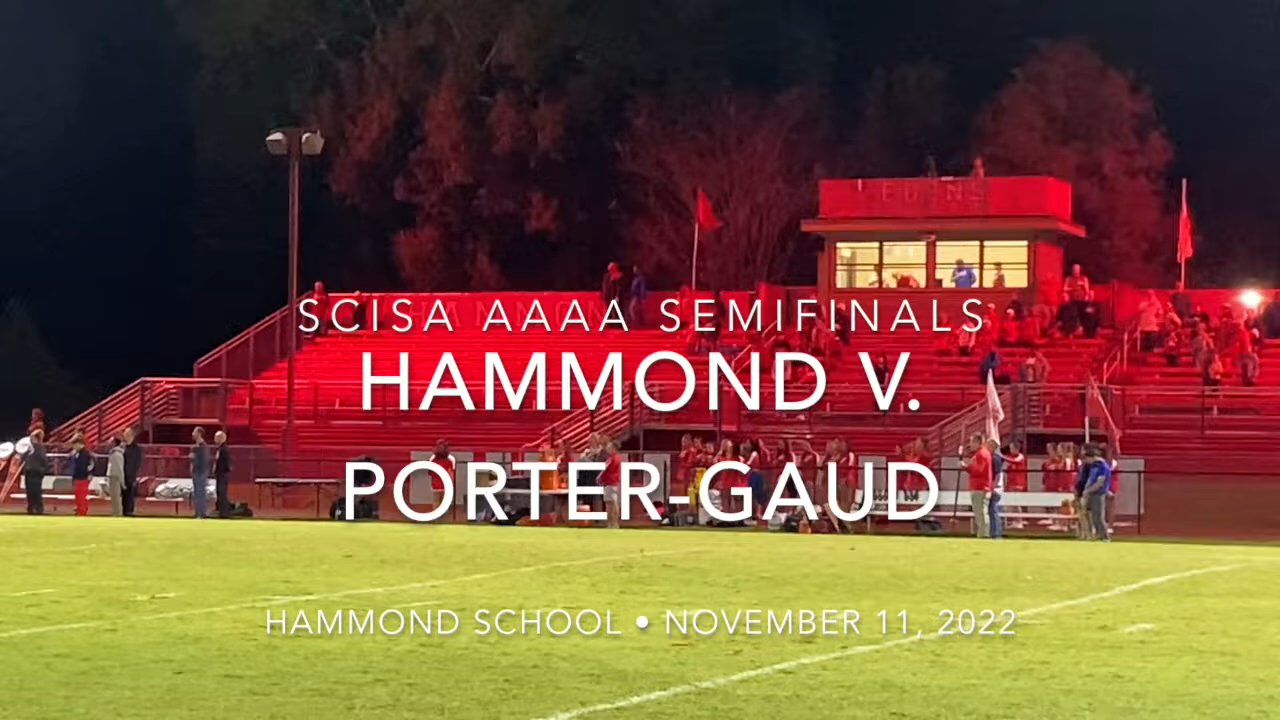 SCISA AAAA SEMIFINALS
HAMMOND V.
PORTER-GAUD
HAMMOND SCHOOL • NOVEMBER 11, 2022